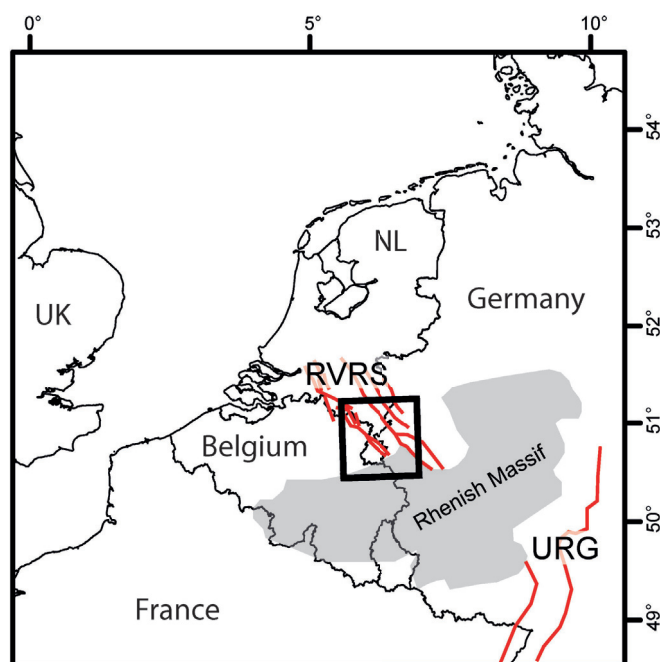 0° 5° 10°
54°
NL
53°
Germany
UK
52°
RVRS
51°
Belgium
Rhenish Massif
50°
URG
France
49°